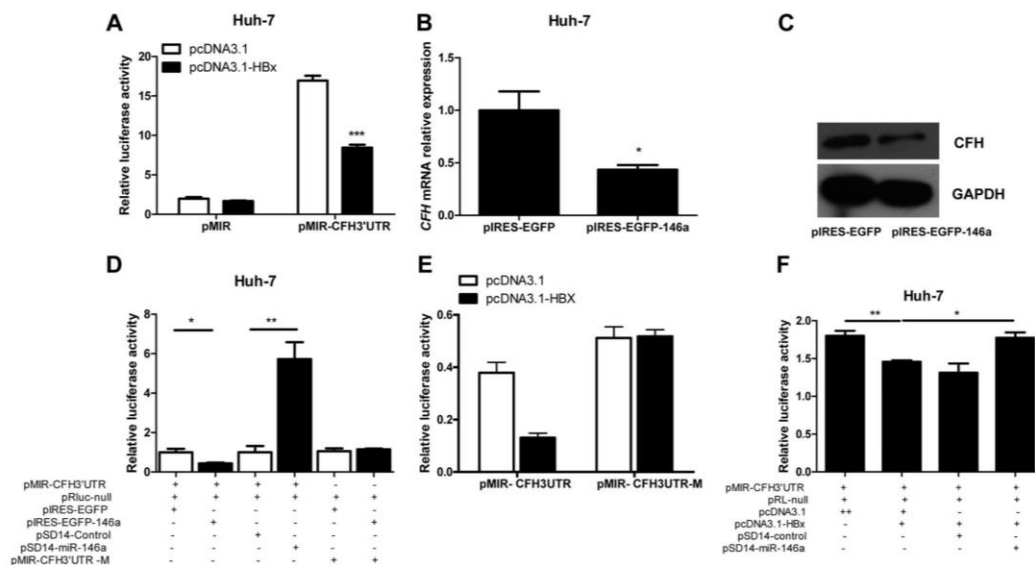 A
Huh-7
pcDNA3.1
pcDNA3.1-HBx
Relative luciferase activity
20
15
10
5
0
***
pMIR
pMIR-CFH3'UTR
B
Huh-7
CFH mRNA relative expression
1.5
1.0
0.5
0.0
*
pIRES-EGFP
pIRES-EGFP-146a
C
CFH
GAPDH
pIRES-EGFP pIRES-EGFP-146a
D
Huh-7
Relative luciferase activity
8
6
4
2
0
*
**
pMIR-CFH3'UTR + + + + - -
pRluc-null + + + + + +
pIRES-EGFP + - - - + -
pIRES-EGFP-146a - + - - - +
pSD14-Control - - + - - -
pSD14-miR-146a - - - + - -
pMIR-CFH3'UTR -M - - - - + +
E
pcDNA3.1
pcDNA3.1-HBX
Relative luciferase activity
0.6
0.4
0.2
0.0
pMIR- CFH3UTR
pMIR- CFH3UTR-M
F
Huh-7
Relative luciferase activity
2.0
1.5
1.0
0.5
0.0
**
*
pMIR-CFH3'UTR + + + +
pRL-null + + + +
pcDNA3.1 ++ + - -
pcDNA3.1-HBx - + + +
pSD14-control - - + -
pSD14-miR-146a - - - +